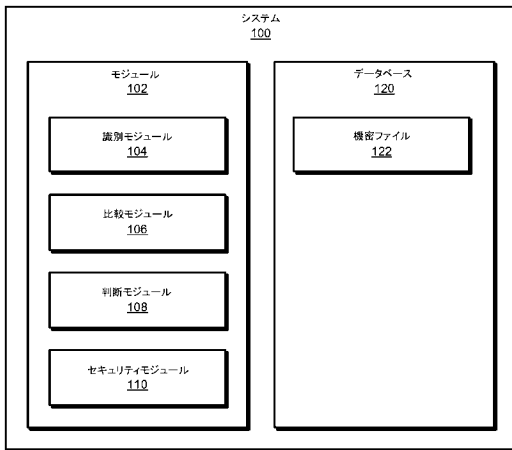 システム
100
モジュール
102
識別モジュール
104
比較モジュール
106
判断モジュール
108
セキュリティモジュール
110
データベース
120
機密ファイル
122